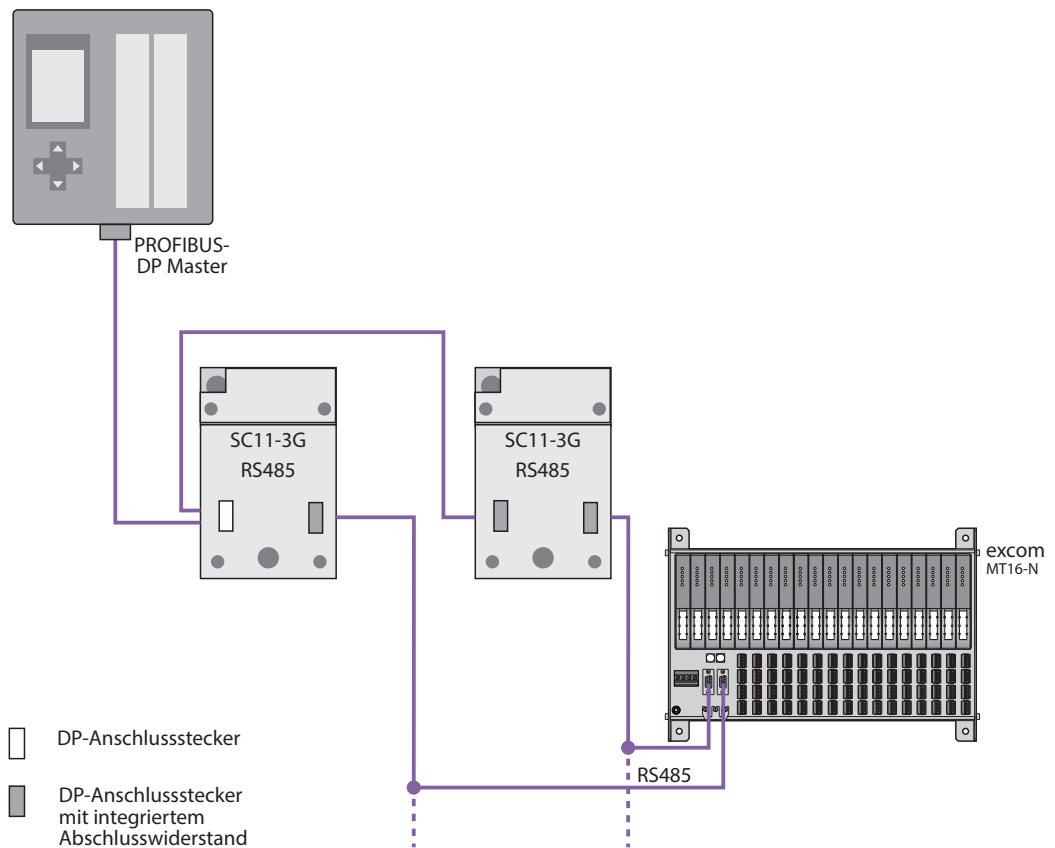 PROFIBUS-
DP Master
SC11-3G
RS485
SC11-3G
RS485
excom
MT16-N
RS485
DP-Anschlussstecker
DP-Anschlussstecker
mit integriertem
Abschlusswiderstand